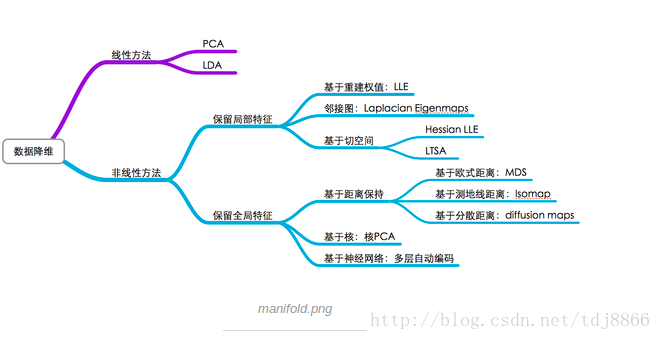 数据降维
线性方法
PCA
LDA
非线性方法
保留局部特征
基于重建权值：LLE
邻接图：Laplacian Eigenmaps
基于切空间
Hessian LLE
LTSA
保留全局特征
基于距离保持
基于欧式距离：MDS
基于测地线距离：Isomap
基于分散距离：diffusion maps
基于核：核PCA
基于神经网络：多层自动编码
manifold.png
http://blog.csdn.net/tdj8866